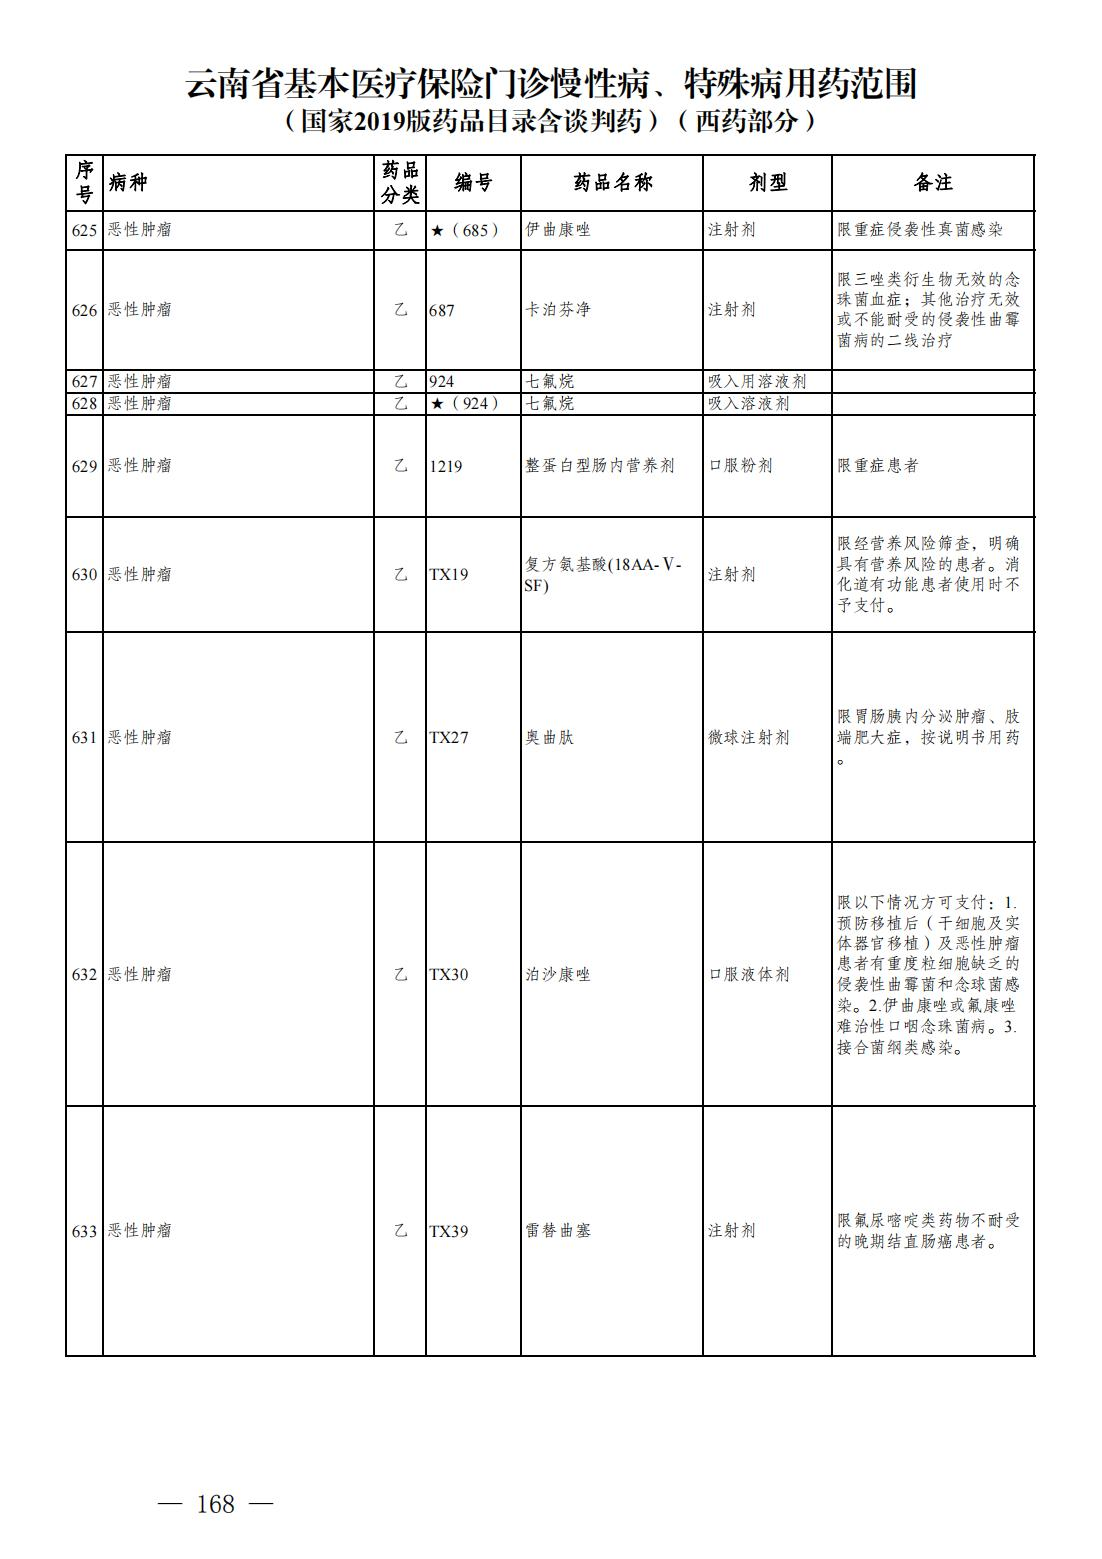 云南省基本医疗保险门诊慢性病、特殊病用药范围
（国家2019版药品目录含谈判药）（西药部分）
序号 病种 药品分类 编号 药品名称 剂型 备注
625 恶性肿瘤 乙 ★（685） 伊曲康唑 注射剂 限重症侵袭性真菌感染
626 恶性肿瘤 乙 687 卡泊芬净 注射剂 限三唑类衍生物无效的念
珠菌血症；其他治疗无效
或不能耐受的侵袭性曲霉
菌病的二线治疗
627 恶性肿瘤 乙 924 七氟烷 吸入用溶液剂
628 恶性肿瘤 乙 ★（924） 七氟烷 吸入溶液剂
629 恶性肿瘤 乙 1219 整蛋白型肠内营养剂 口服粉剂 限重症患者
630 恶性肿瘤 乙 TX19 复方氨基酸(18AA-Ⅴ-
SF) 注射剂 限经营养风险筛查，明确
具有营养风险的患者。消
化道有功能患者使用时不
予支付。
631 恶性肿瘤 乙 TX27 奥曲肽 微球注射剂 限胃肠胰内分泌肿瘤、肢
端肥大症，按说明书用药
。
632 恶性肿瘤 乙 TX30 泊沙康唑 口服液体剂 限以下情况方可支付：1.
预防移植后（干细胞及实
体器官移植）及恶性肿瘤
患者有重度粒细胞缺乏的
侵袭性曲霉菌和念球菌感
染。2.伊曲康唑或氟康唑
难治性口咽念珠菌病。3.
接合菌纲类感染。
633 恶性肿瘤 乙 TX39 雷替曲塞 注射剂 限氟尿嘧啶类药物不耐受
的晚期结直肠癌患者。
— 168 —